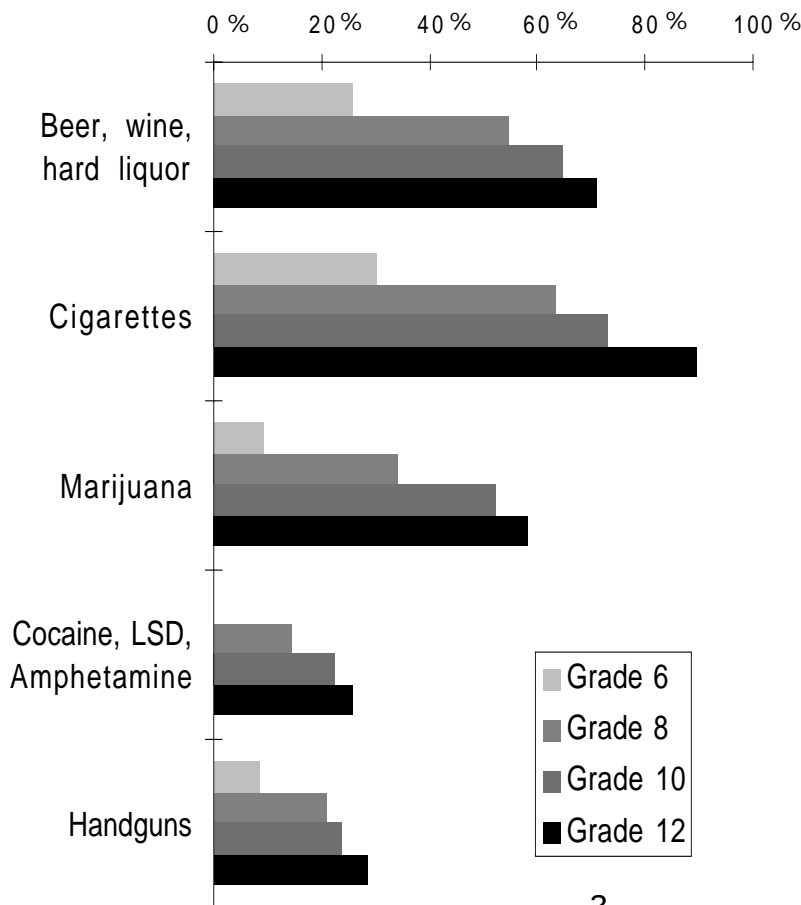 0 % 20 % 40 % 60 % 80 % 100 %
Beer, wine,
hard liquor
Cigarettes
Marijuana
Cocaine, LSD,
Amphetamine
Handguns
Grade 6
Grade 8
Grade 10
Grade 12